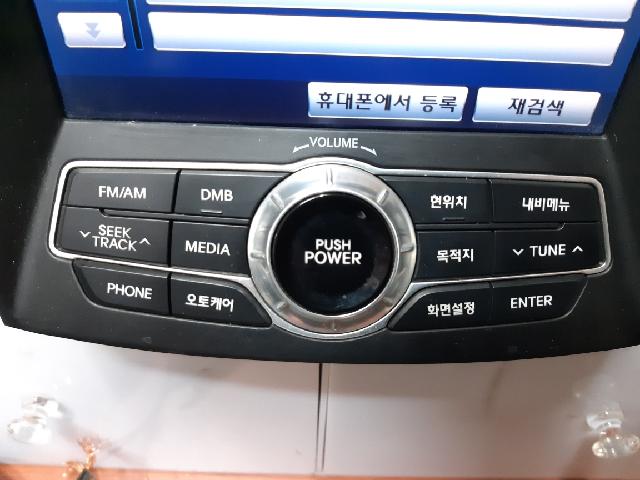 휴대폰에서 등록
재검색
VOLUME
FM/AM
DMB
현위치
내비메뉴
SEEK
TRACK
MEDIA
PUSH
POWER
목적지
TUNE
PHONE
오토케어
화면설정
ENTER